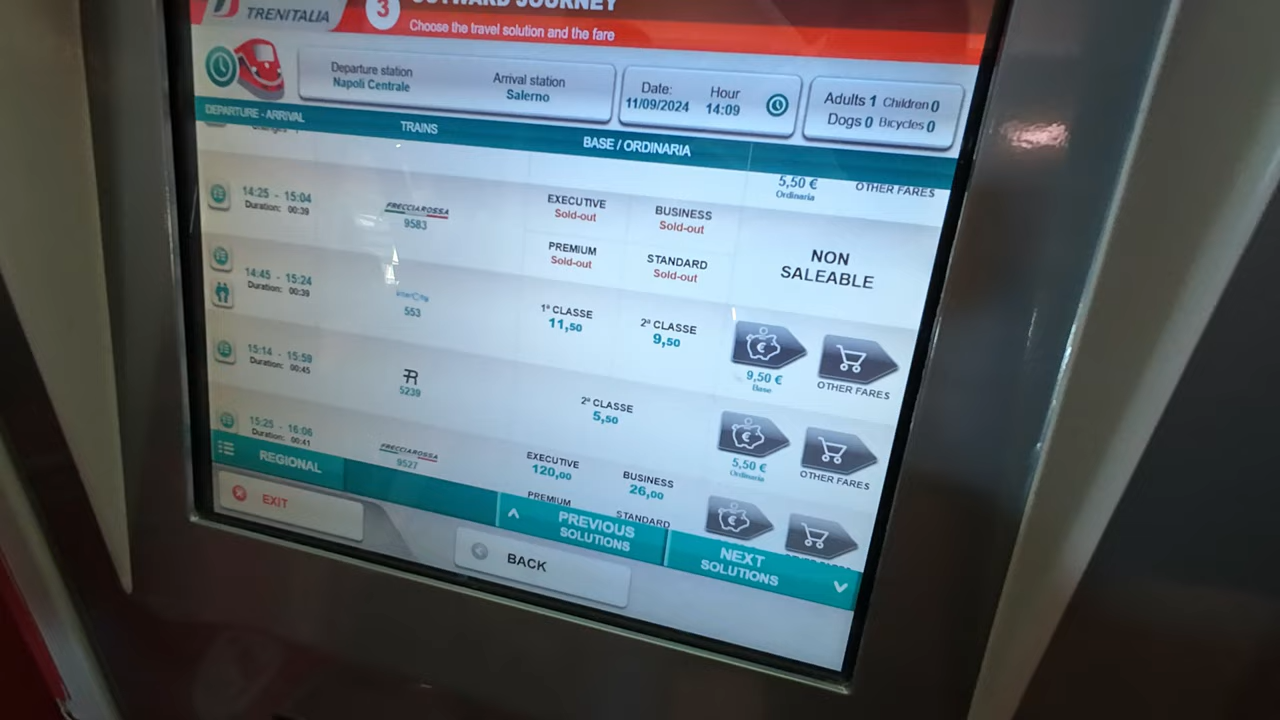 TRENITALIA
3 OUTWARD JOURNEY
Choose the travel solution and the fare
Departure station
Napoli Centrale
Arrival station
Salerno
Date:
11/09/2024
Hour
14:09
Adults 1 Children 0
Dogs 0 Bicycles 0
DEPARTURE - ARRIVAL
TRAINS
BASE / ORDINARIA
5,50 €
Ordinaria
OTHER FARES
14:25 - 15:04
Duration: 00:39
FRECCIAROSSA
9583
EXECUTIVE
Sold-out
BUSINESS
Sold-out
PREMIUM
Sold-out
STANDARD
Sold-out
NON
SALEABLE
14:45 - 15:24
Duration: 00:39
InterCity
553
1ª CLASSE
11,50
2ª CLASSE
9,50
9,50 €
Base
OTHER FARES
15:14 - 15:59
Duration: 00:45
R
5239
2ª CLASSE
5,50
5,50 €
Ordinaria
OTHER FARES
15:25 - 16:06
Duration: 00:41
FRECCIAROSSA
9527
EXECUTIVE
120,00
BUSINESS
26,00
PREMIUM
STANDARD
REGIONAL
PREVIOUS
SOLUTIONS
NEXT
SOLUTIONS
EXIT
BACK